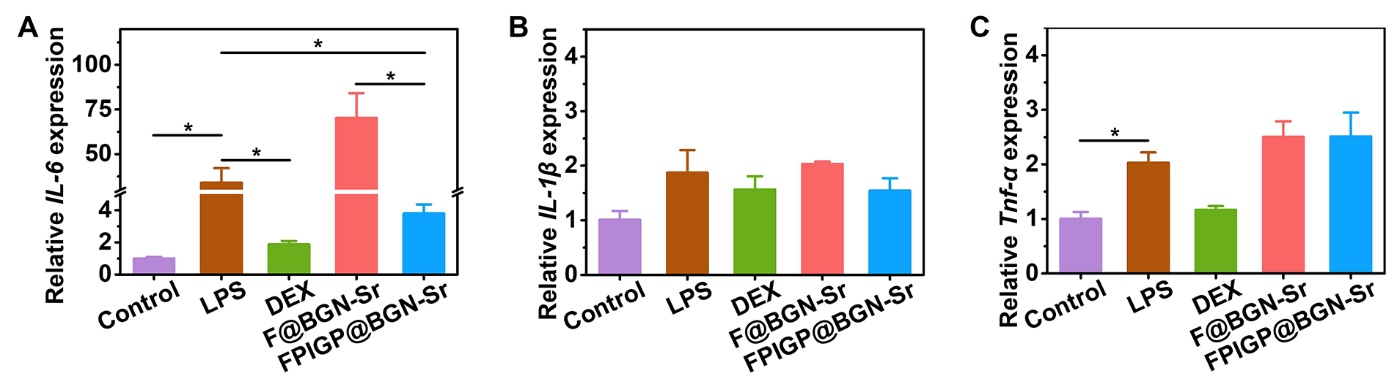 A
Relative IL-6 expression
100
75
50
4
2
0
*
*
*
*
Control
LPS
DEX
F@BGN-Sr
FPIGP@BGN-Sr
B
Relative IL-1β expression
4
3
2
1
0
Control
LPS
DEX
F@BGN-Sr
FPIGP@BGN-Sr
C
Relative Tnf-α expression
4
3
2
1
0
*
Control
LPS
DEX
F@BGN-Sr
FPIGP@BGN-Sr